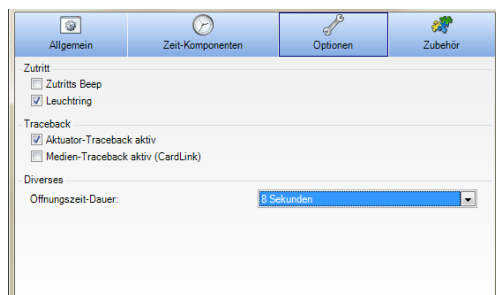 Allgemein Zeit-Komponenten Optionen Zubehör
Zutritt
Zutritts Beep
Leuchtring
Traceback
Aktuator-Traceback aktiv
Medien-Traceback aktiv (CardLink)
Diverses
Öffnungszeit-Dauer: 8 Sekunden